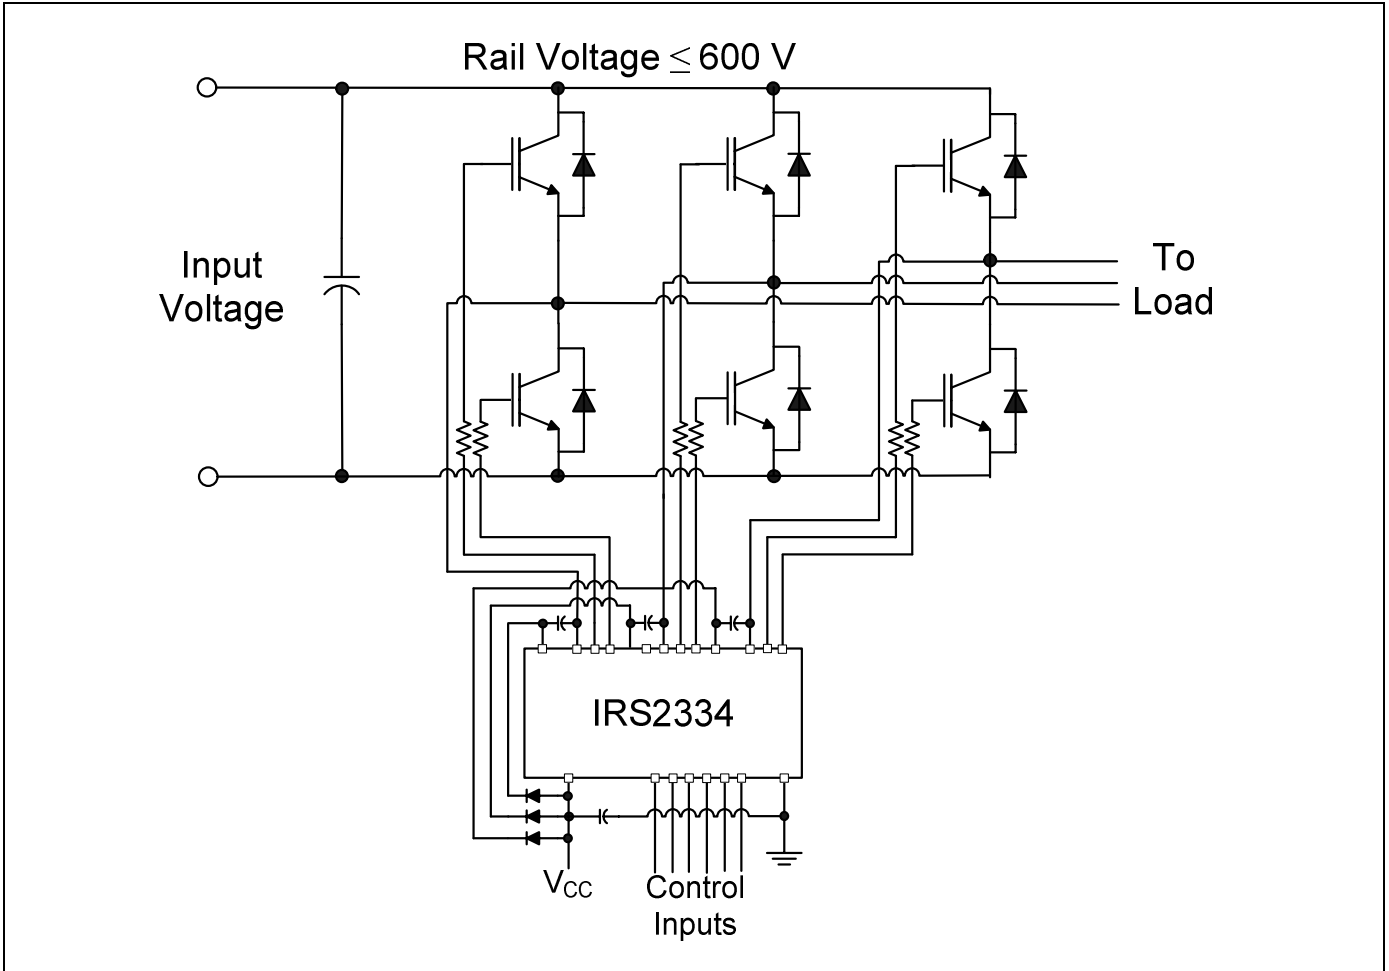 Rail Voltage ≤ 600 V
Input
Voltage
To
Load
IRS2334
VCC
Control
Inputs